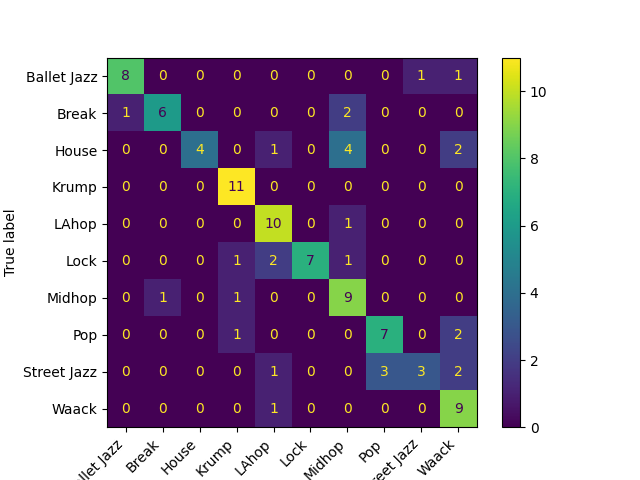 Ballet Jazz 8 0 0 0 0 0 0 0 1 1
Break 1 6 0 0 0 0 2 0 0 0
House 0 0 4 0 1 0 4 0 0 2
Krump 0 0 0 11 0 0 0 0 0 0
LAhop 0 0 0 0 10 0 1 0 0 0
Lock 0 0 0 1 2 7 1 0 0 0
Midhop 0 1 0 1 0 0 9 0 0 0
Pop 0 0 0 1 0 0 0 7 0 2
Street Jazz 0 0 0 0 1 0 0 3 3 2
Waack 0 0 0 0 1 0 0 0 0 9
True label
llet Jazz
Break
House
Krump
LAhop
Lock
Midhop
Pop
reet Jazz
Waack
10
8
6
4
2
0